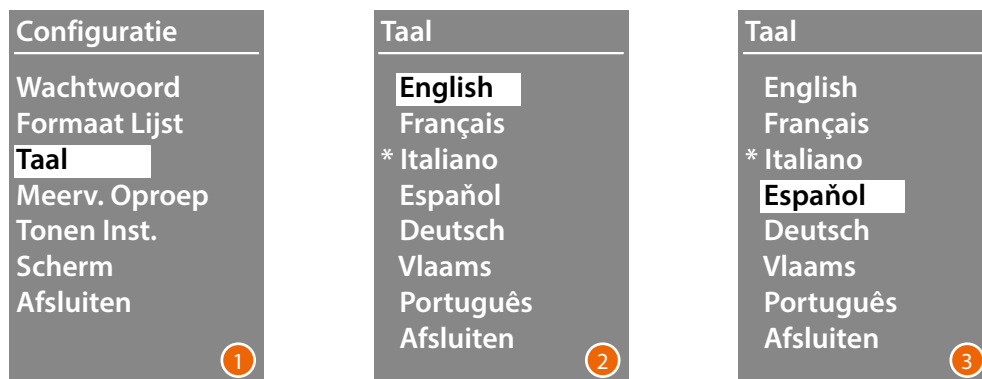 Configuratie
Wachtwoord
Formaat Lijst
Taal
Meerv. Oproep
Tonen Inst.
Scherm
Afsluiten
1
Taal
English
Français
* Italiano
Espaňol
Deutsch
Vlaams
Português
Afsluiten
2
Taal
English
Français
* Italiano
Espaňol
Deutsch
Vlaams
Português
Afsluiten
3